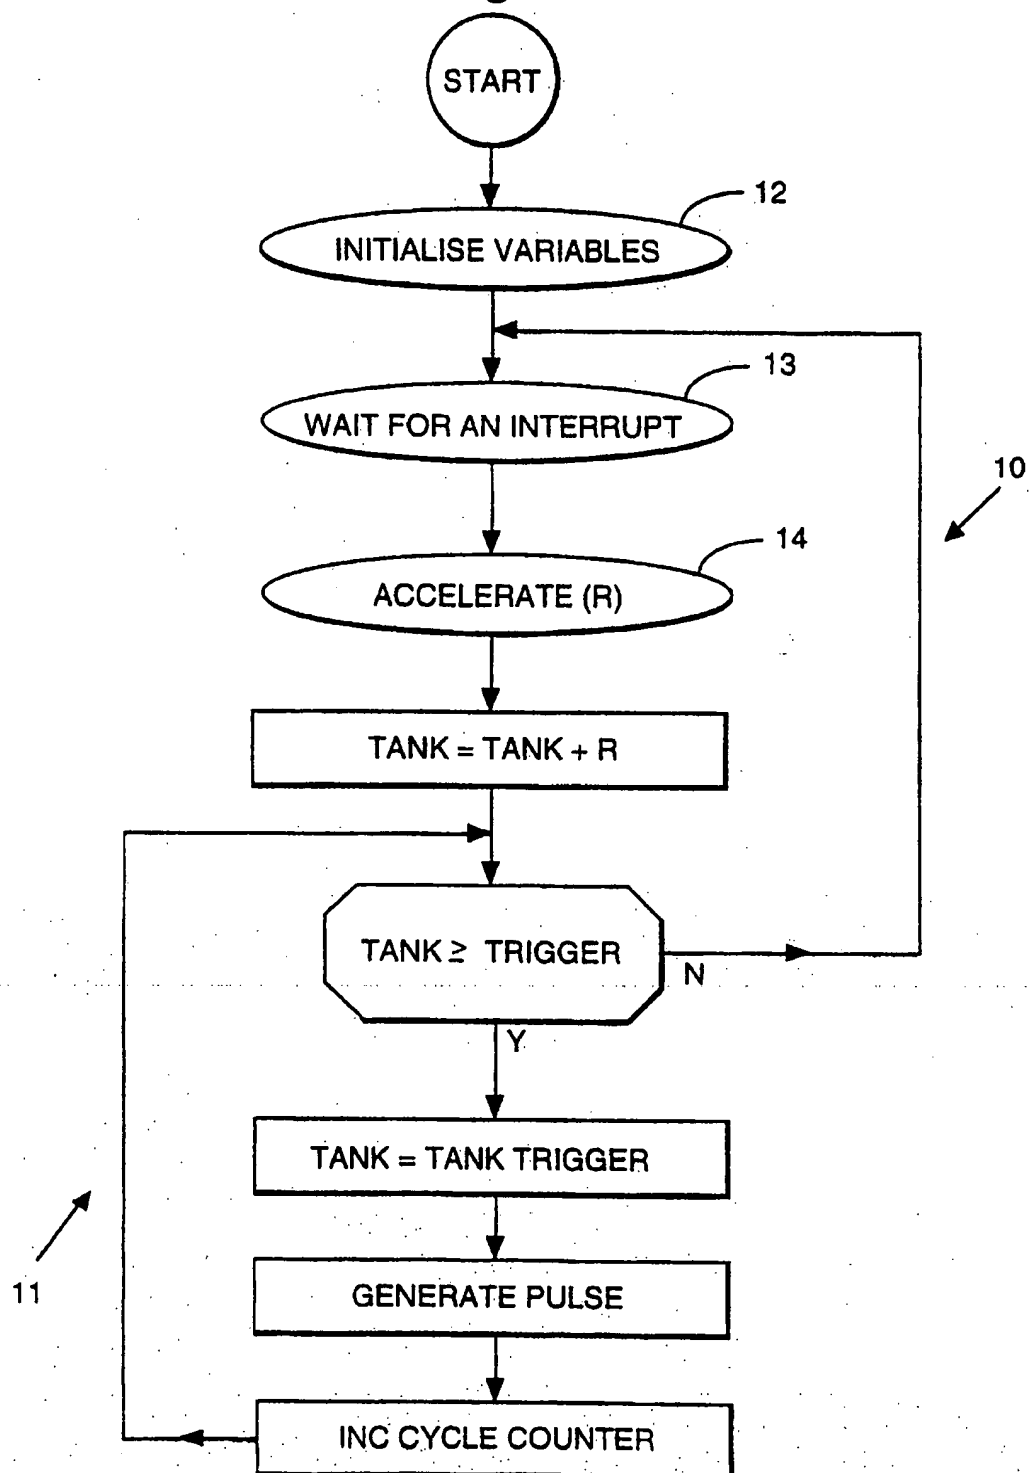 START
12
INITIALISE VARIABLES
13
WAIT FOR AN INTERRUPT
10
14
ACCELERATE (R)
TANK = TANK + R
TANK ≥ TRIGGER
N
Y
TANK = TANK TRIGGER
11
GENERATE PULSE
INC CYCLE COUNTER